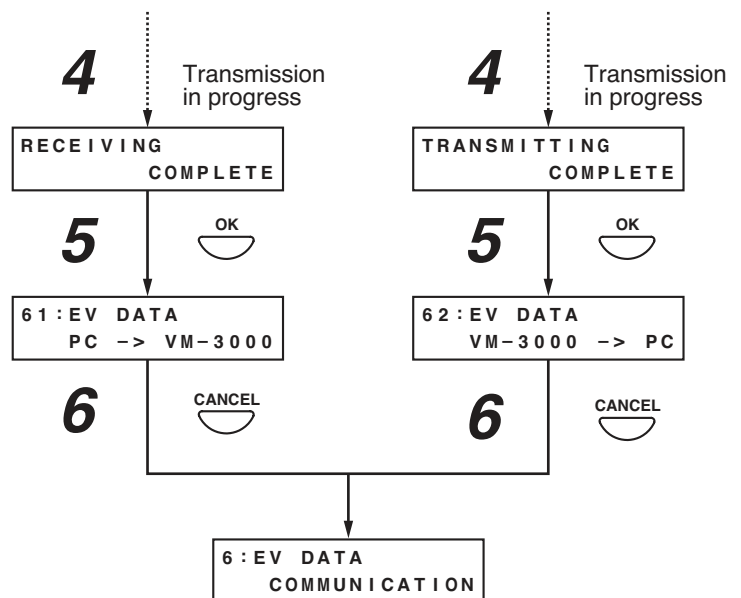 4
Transmission
in progress
RECEIVING
COMPLETE
5
OK
61:EV DATA
PC -> VM-3000
6
CANCEL
4
Transmission
in progress
TRANSMITTING
COMPLETE
5
OK
62:EV DATA
VM-3000 -> PC
6
CANCEL
6:EV DATA
COMMUNICATION